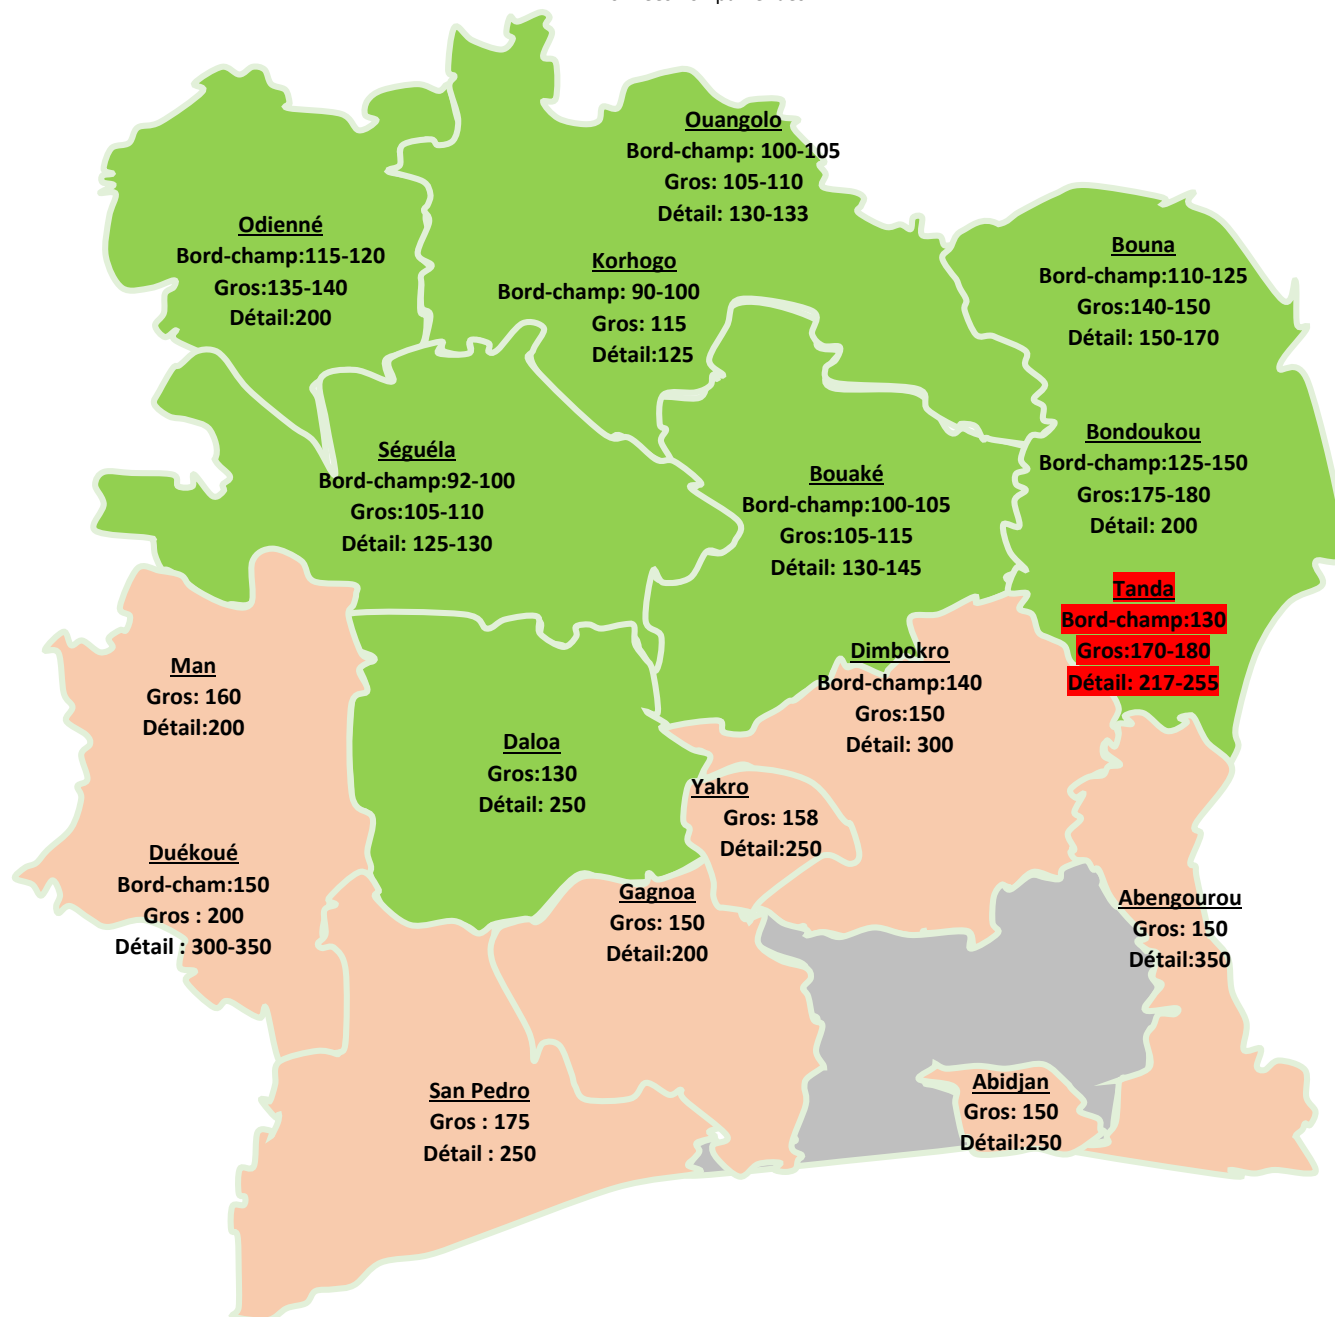 Ouangolo
Bord-champ: 100-105
Gros: 105-110
Détail: 130-133
Odienné
Bord-champ:115-120
Gros:135-140
Détail:200
Korhogo
Bord-champ: 90-100
Gros: 115
Détail:125
Bouna
Bord-champ:110-125
Gros:140-150
Détail: 150-170
Séguéla
Bord-champ:92-100
Gros:105-110
Détail: 125-130
Bouaké
Bord-champ:100-105
Gros:105-115
Détail: 130-145
Bondoukou
Bord-champ:125-150
Gros:175-180
Détail: 200
Tanda
Bord-champ:130
Gros:170-180
Détail: 217-255
Man
Gros: 160
Détail:200
Dimbokro
Bord-champ:140
Gros:150
Détail: 300
Daloa
Gros:130
Détail: 250
Yakro
Gros: 158
Détail:250
Duékoué
Bord-cham:150
Gros : 200
Détail : 300-350
Gagnoa
Gros: 150
Détail:200
Abengourou
Gros: 150
Détail:350
San Pedro
Gros : 175
Détail : 250
Abidjan
Gros: 150
Détail:250